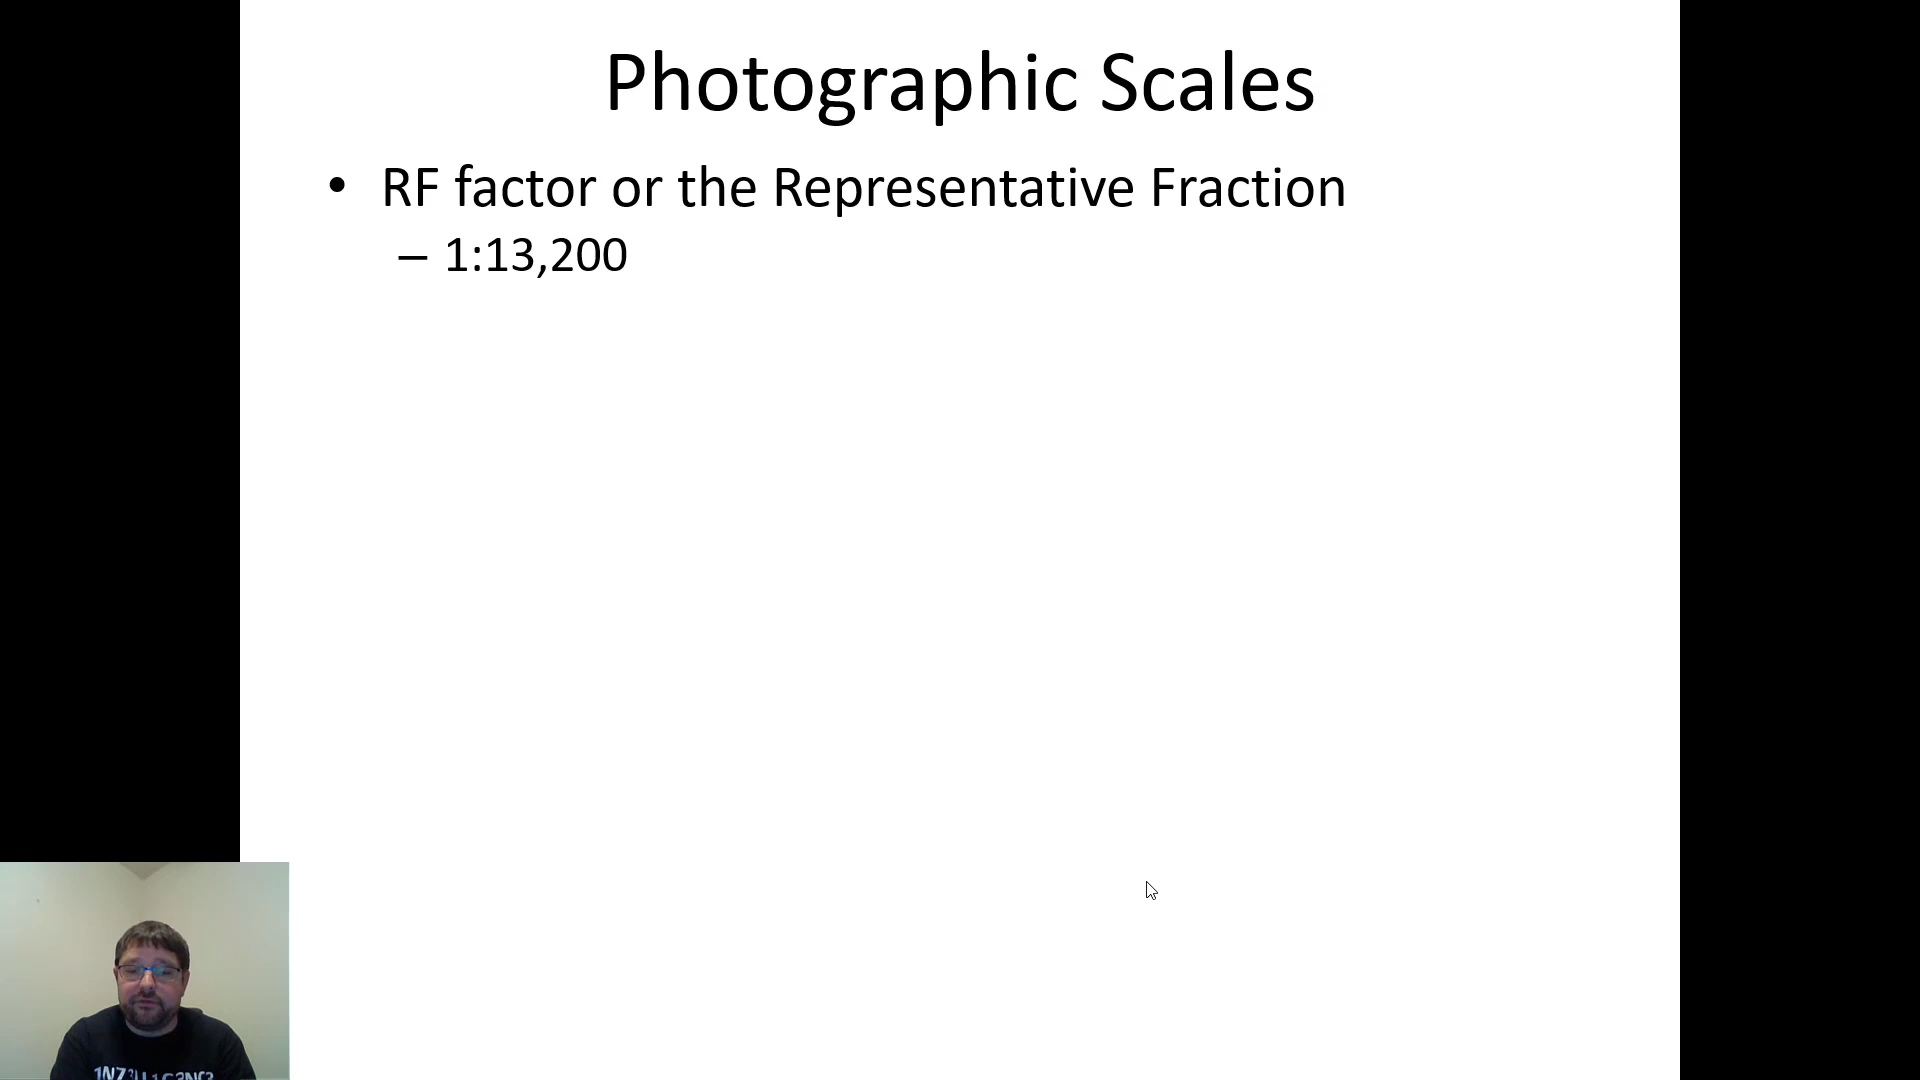 Photographic Scales
• RF factor or the Representative Fraction
– 1:13,200